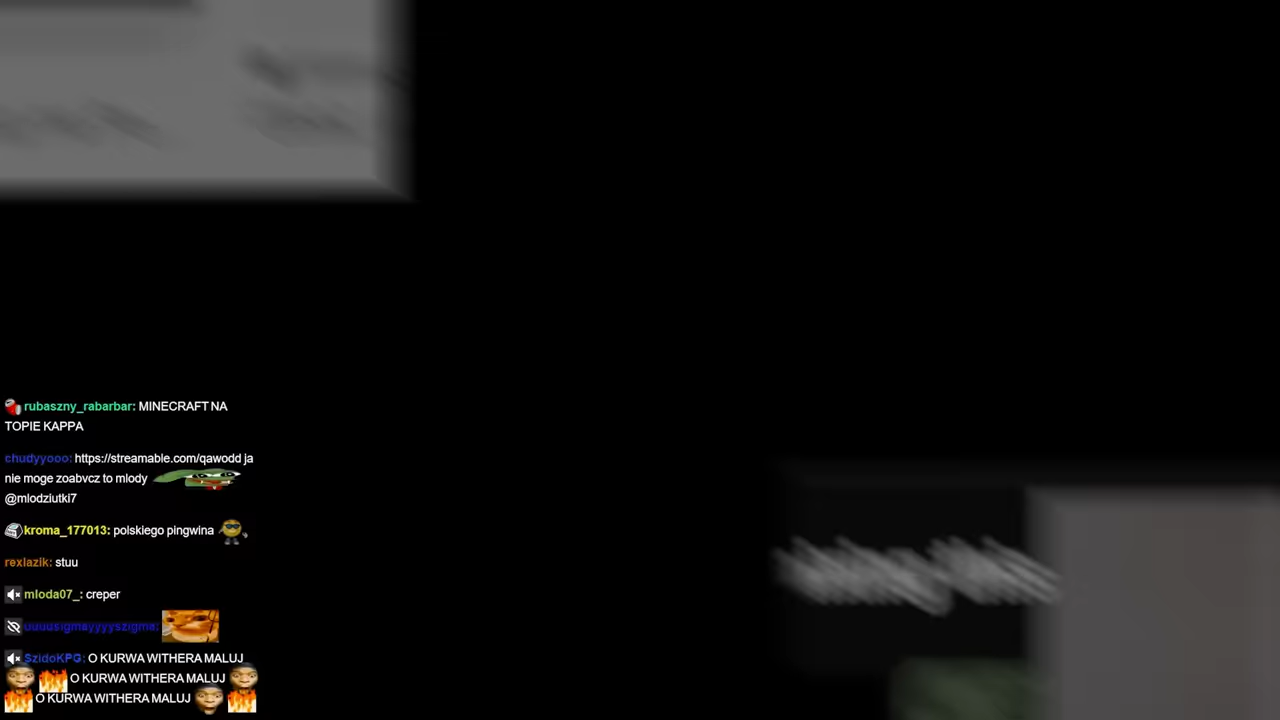 rubaszny_rabarbar: MINECRAFT NA
TOPIE KAPPA
chudyyooo: https://streamable.com/qawodd ja
nie moge zoabvcz to mlody
@mlodziutki7
kroma_177013: polskiego pingwina
rexlazik: stuu
mloda07_: creper
uuuusigmayyyyszigma:
SzidoKPG: O KURWA WITHERA MALUJ
O KURWA WITHERA MALUJ
O KURWA WITHERA MALUJ